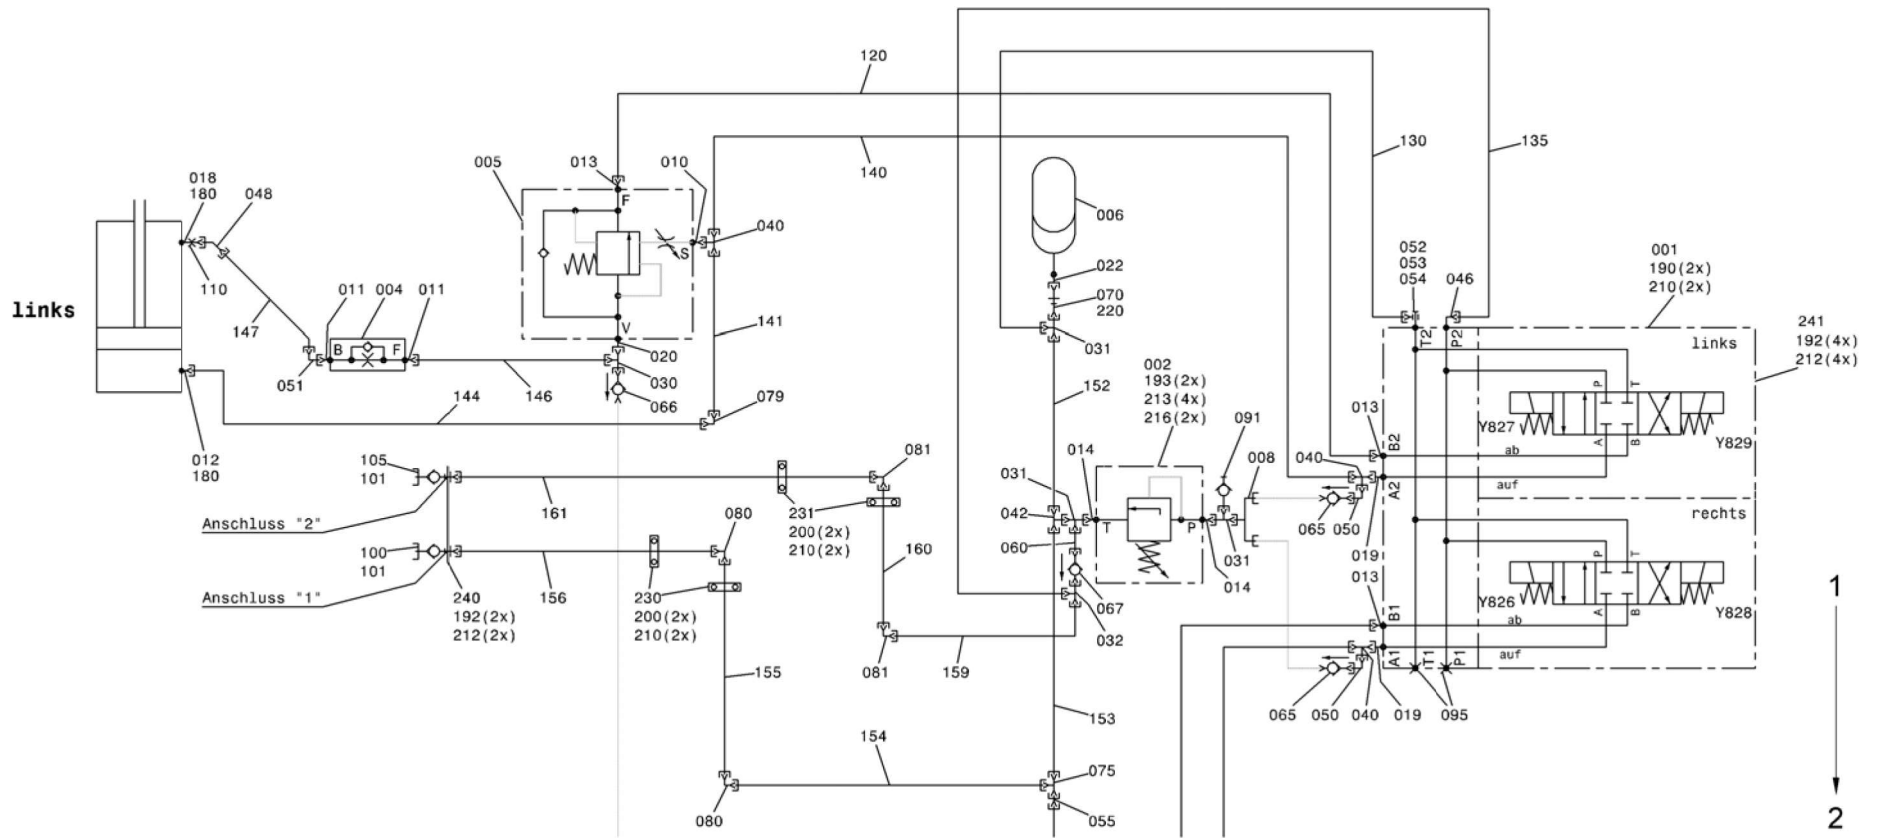 120
140
130
135
005
013
010
F
S
V
040
018
180
048
110
links
147
011
004
011
B
F
051
146
020
030
066
141
079
144
012
180
006
022
070
220
031
152
052
053
054
046
001
190(2x)
210(2x)
241
192(4x)
212(4x)
T2
P2
links
P
T
Y827
A
B
Y829
ab
auf
013
B2
A2
040
065
050
019
002
193(2x)
213(4x)
216(2x)
091
008
014
031
042
060
T
P
031
014
067
032
105
101
Anschluss "2"
161
081
231
200(2x)
210(2x)
160
100
101
Anschluss "1"
240
192(2x)
212(2x)
156
080
230
200(2x)
210(2x)
081
159
155
rechts
P
T
Y826
A
B
Y828
ab
auf
013
B1
A1
T1
P1
065
050
040
019
095
153
154
080
075
055
1
2